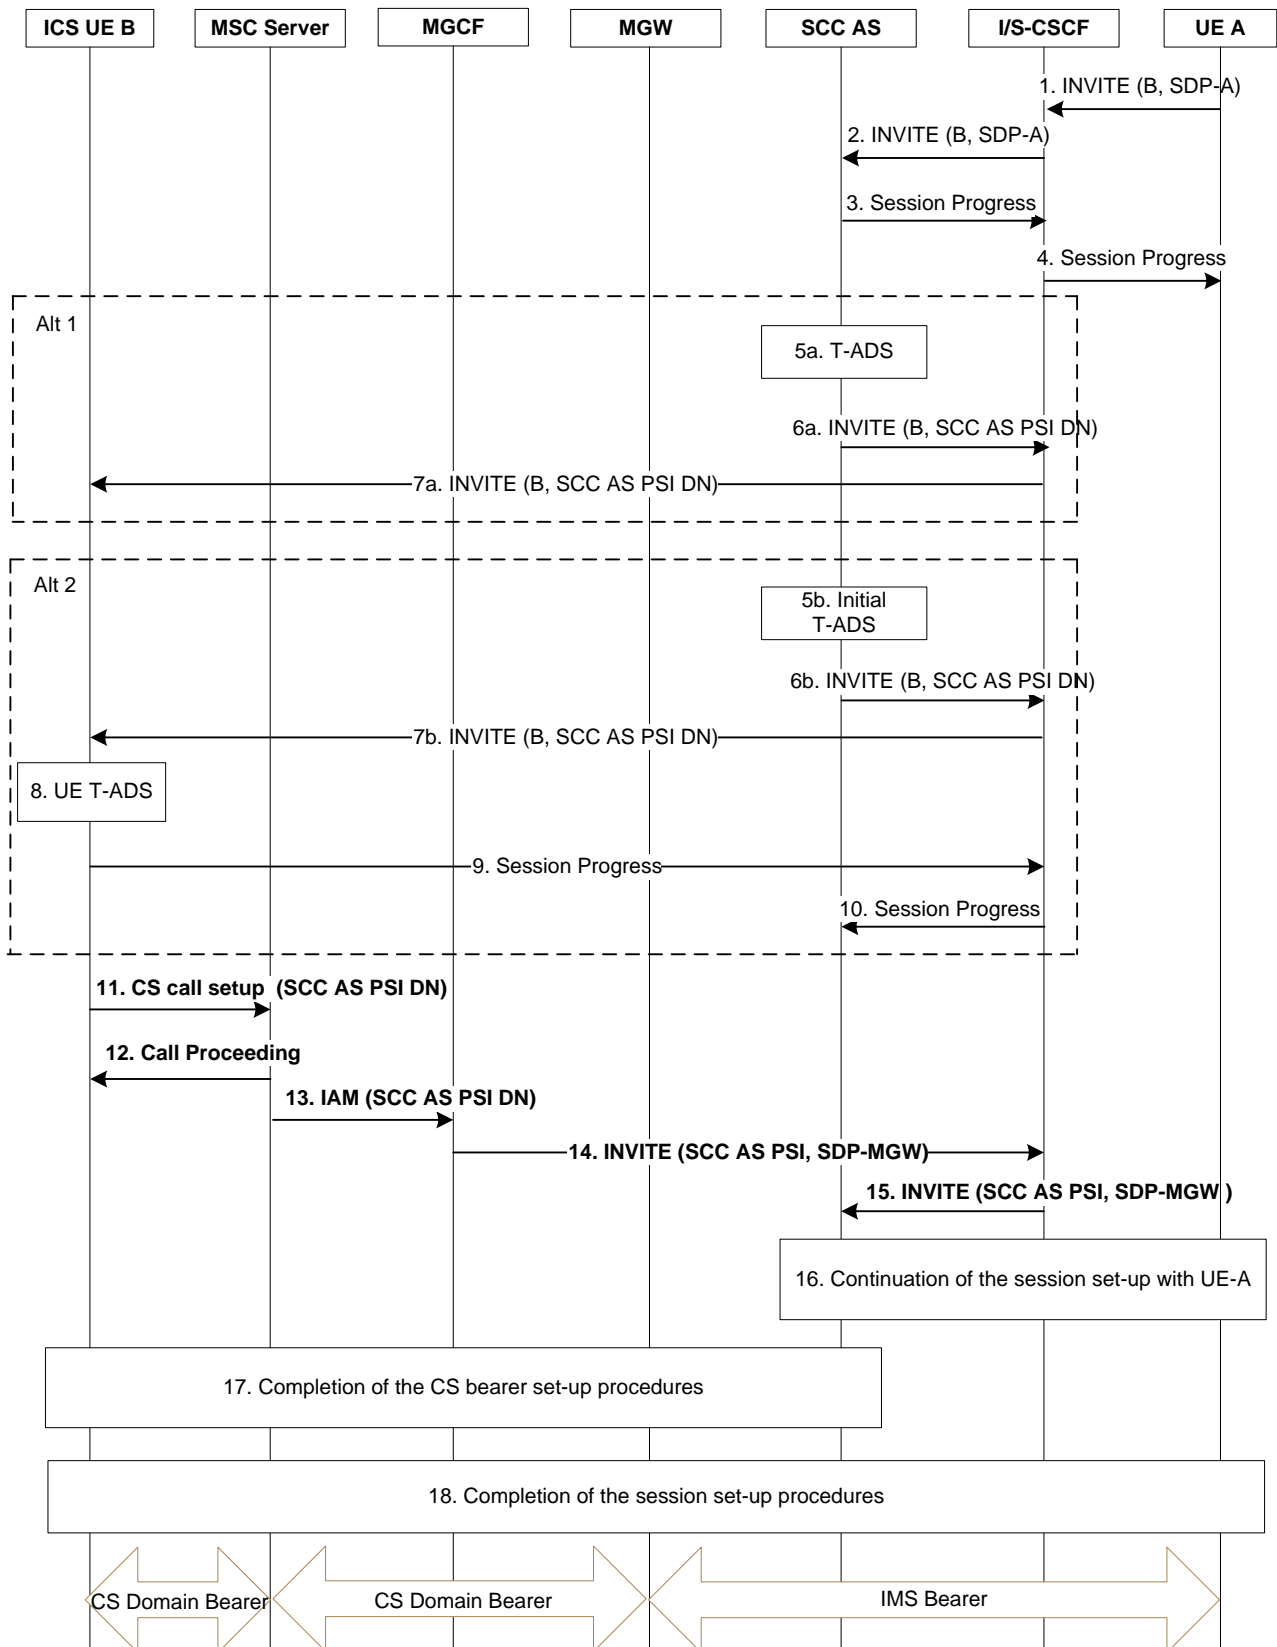 ICS UE B
MSC Server
MGCF
MGW
SCC AS
I/S-CSCF
UE A
1. INVITE (B, SDP-A)
2. INVITE (B, SDP-A)
3. Session Progress
4. Session Progress
Alt 1
5a. T-ADS
6a. INVITE (B, SCC AS PSI DN)
7a. INVITE (B, SCC AS PSI DN)
Alt 2
5b. Initial
T-ADS
6b. INVITE (B, SCC AS PSI DN)
7b. INVITE (B, SCC AS PSI DN)
8. UE T-ADS
9. Session Progress
10. Session Progress
11. CS call setup (SCC AS PSI DN)
12. Call Proceeding
13. IAM (SCC AS PSI DN)
14. INVITE (SCC AS PSI, SDP-MGW)
15. INVITE (SCC AS PSI, SDP-MGW )
16. Continuation of the session set-up with UE-A
17. Completion of the CS bearer set-up procedures
18. Completion of the session set-up procedures
CS Domain Bearer
CS Domain Bearer
IMS Bearer